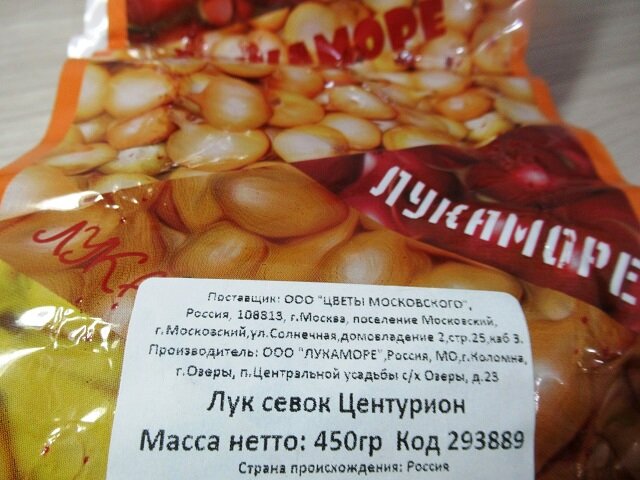 ЛУКАМОРЕ
ЛУКАМОРЕ
ЛУКА
Поставщик: ООО "ЦВЕТЫ МОСКОВСКОГО",
Россия, 108813, г.Москва, поселение Московский,
г.Московский,ул.Солнечная,домовладение 2,стр.25,каб 3.
Производитель: ООО "ЛУКАМОРЕ",Россия, МО,г.Коломна,
г.Озеры, п.Центральной усадьбы с/х Озеры, д.23
Лук севок Центурион
Масса нетто: 450гр Код 293889
Страна происхождения: Россия